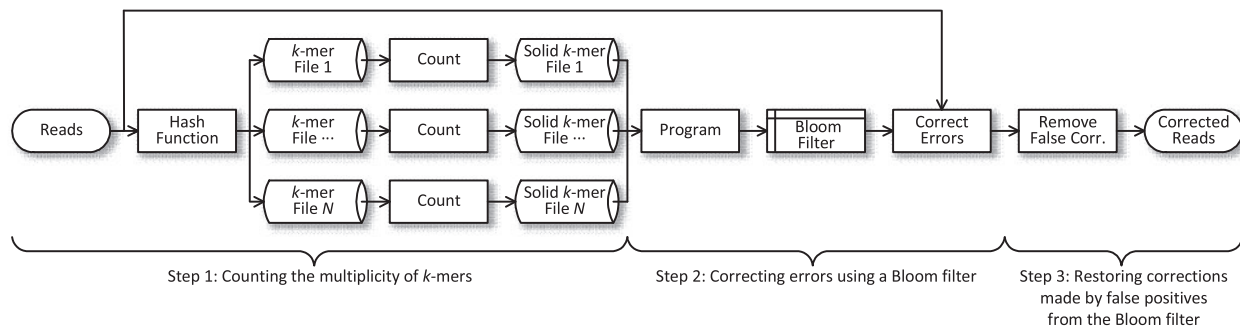 Reads
Hash
Function
k-mer
File 1
Count
Solid k-mer
File 1
k-mer
File ···
Count
Solid k-mer
File ···
k-mer
File N
Count
Solid k-mer
File N
Program
Bloom
Filter
Correct
Errors
Remove
False Corr.
Corrected
Reads
Step 1: Counting the multiplicity of k-mers
Step 2: Correcting errors using a Bloom filter
Step 3: Restoring corrections
made by false positives
from the Bloom filter